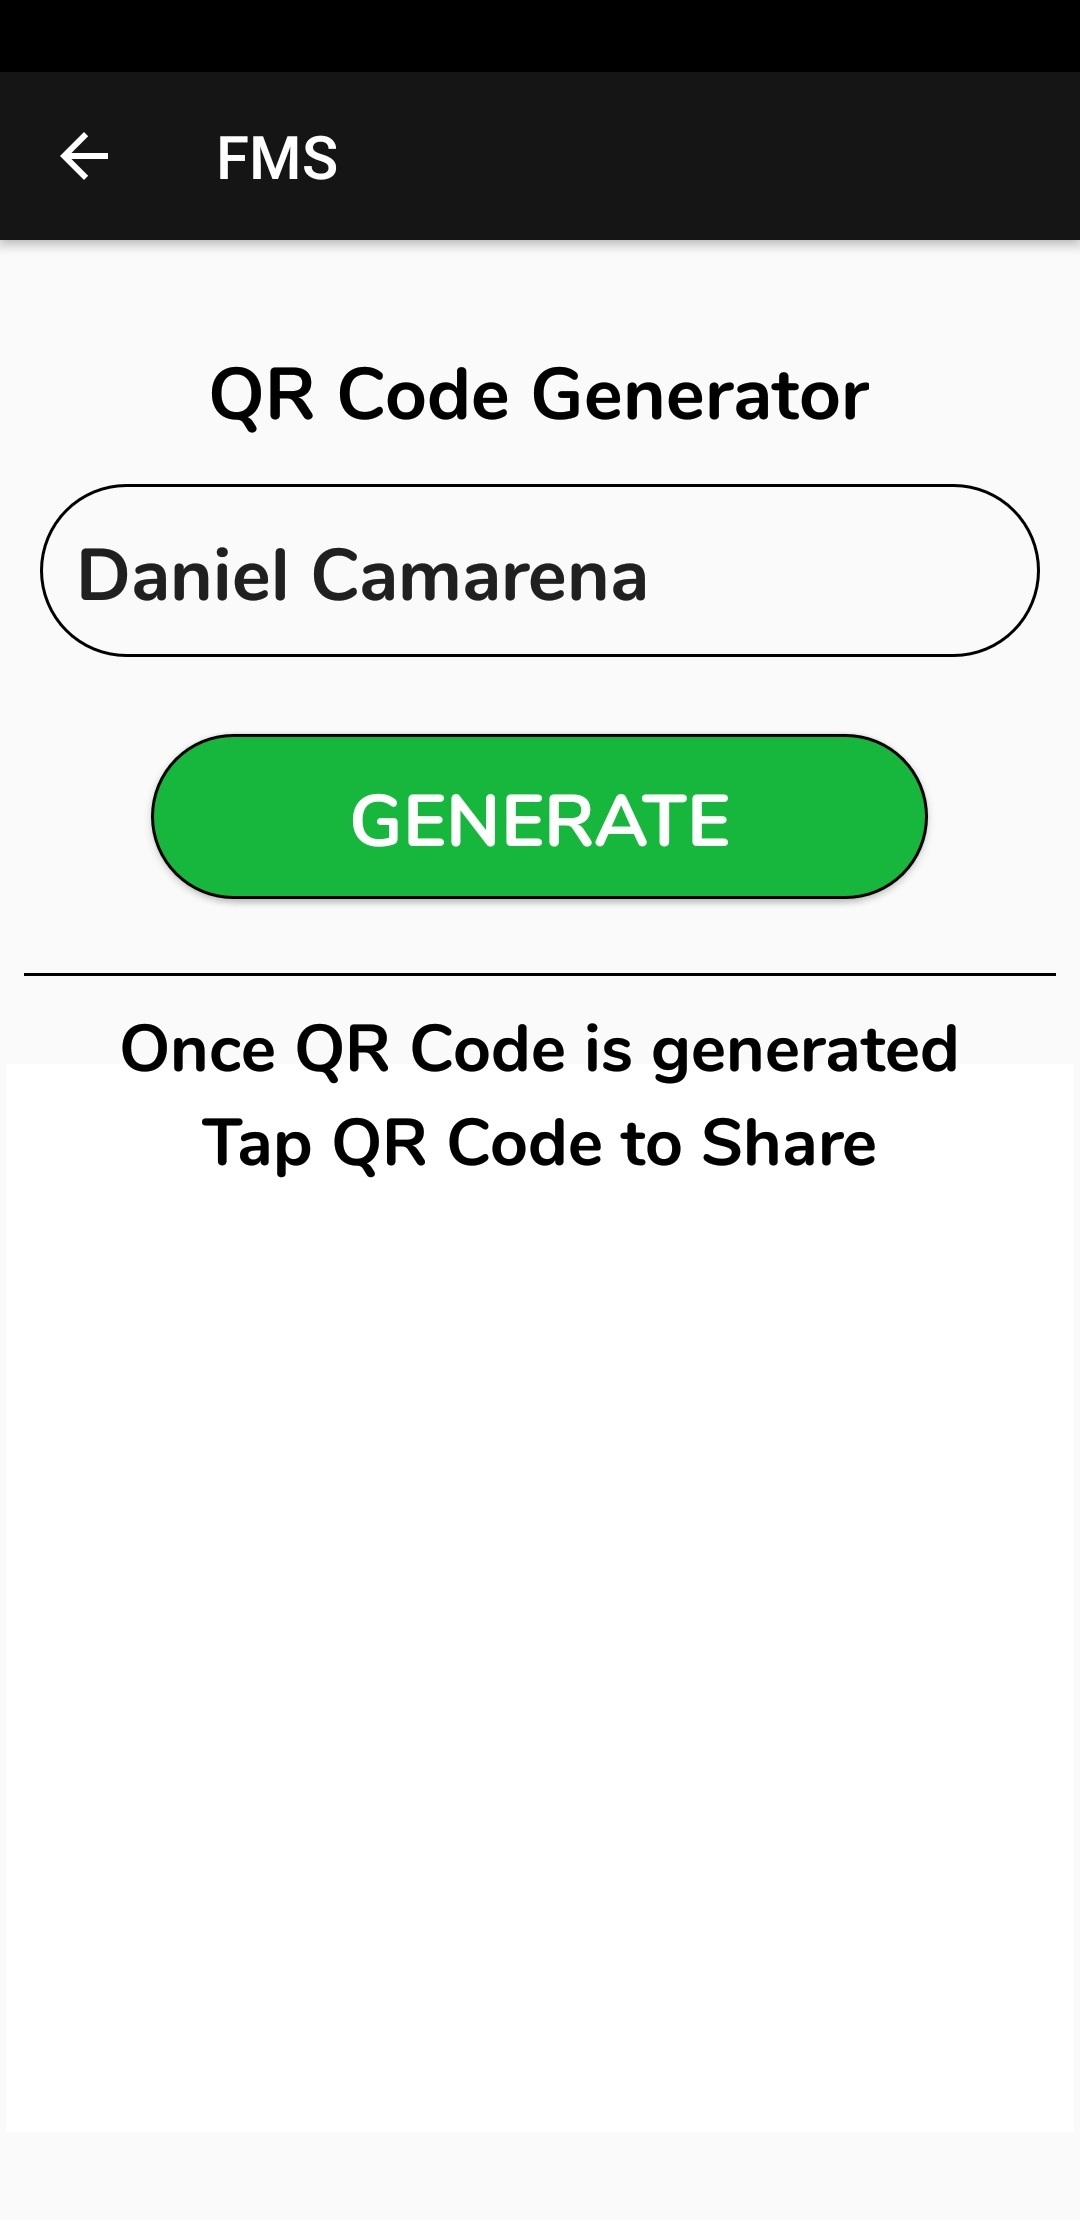 FMS
QR Code Generator
Daniel Camarena
GENERATE
Once QR Code is generated
Tap QR Code to Share